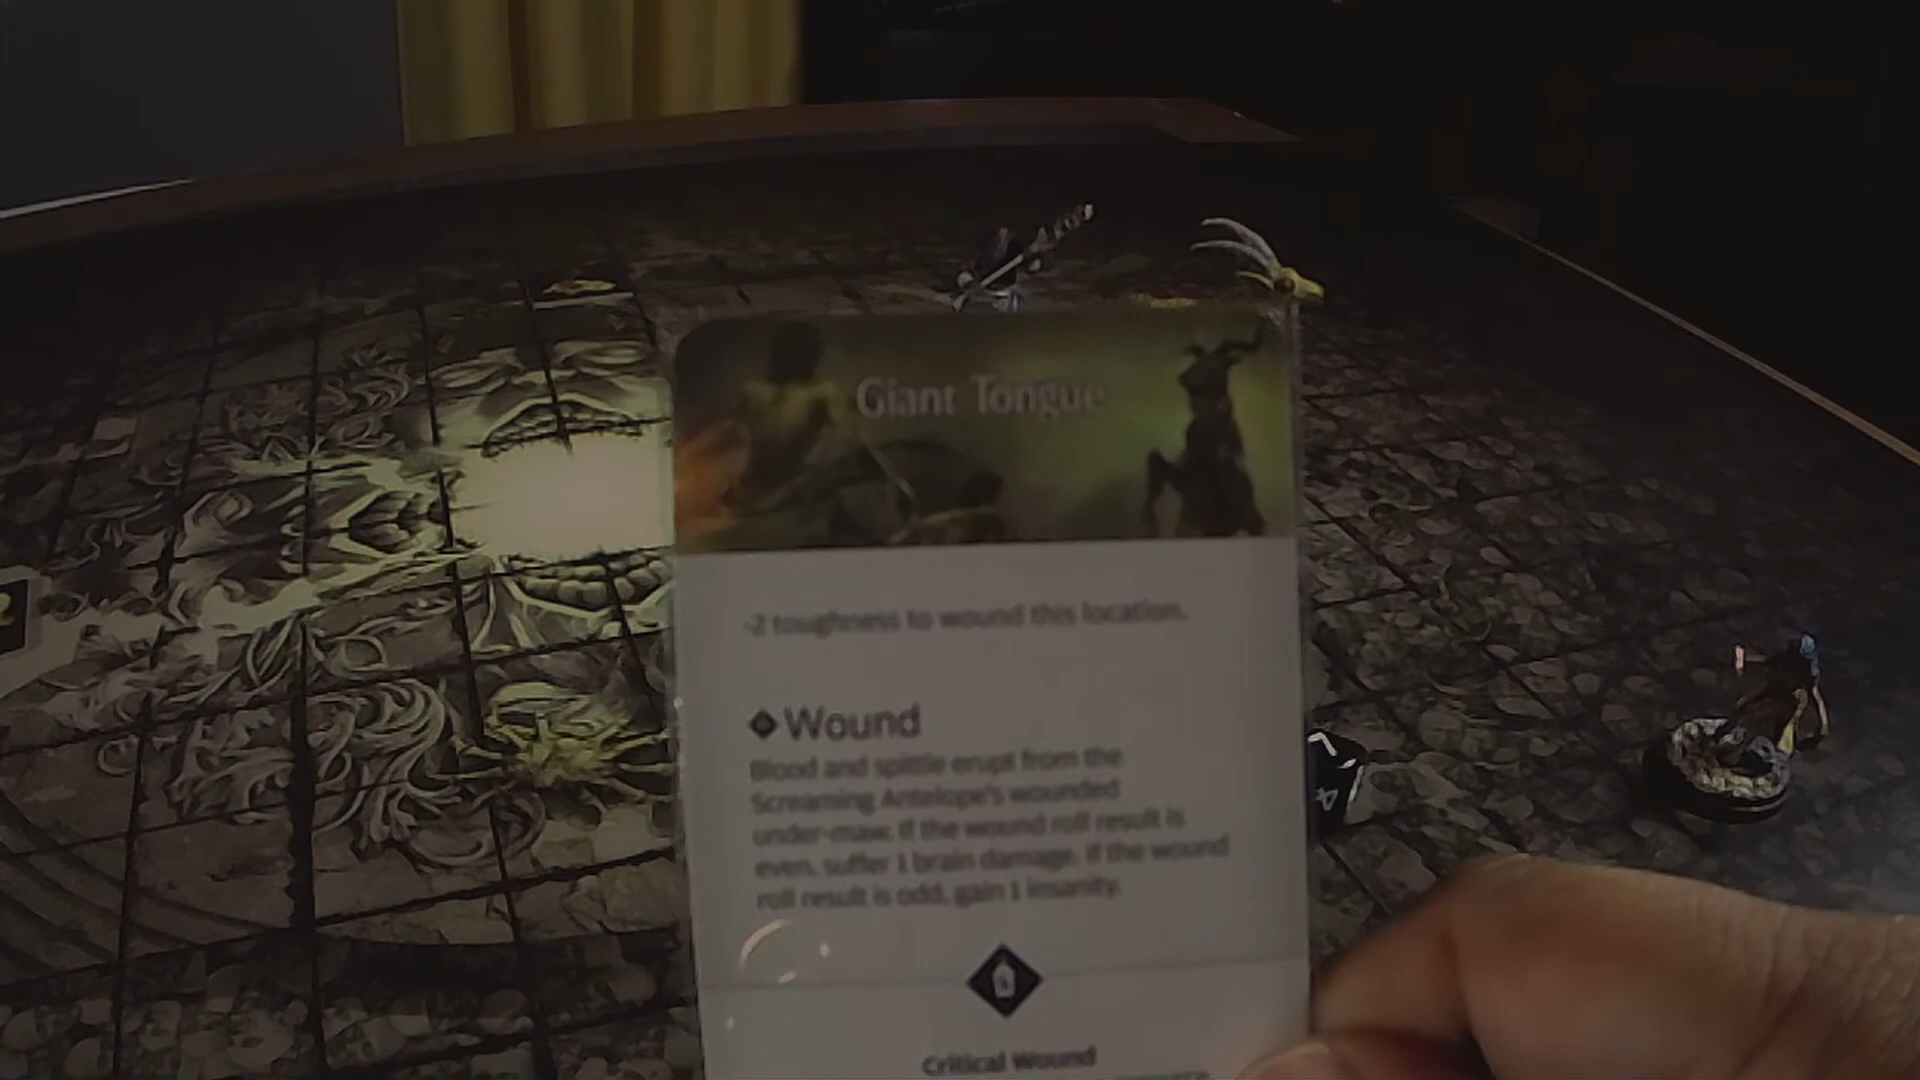 Giant Tongue
-2 toughness to wound this location.
Wound
Blood and spittle erupt from the
Screaming Antelope's wounded
under-maw. If the wound roll result is
even, suffer 1 brain damage. If the wound
roll result is odd, gain 1 insanity.
Critical Wound